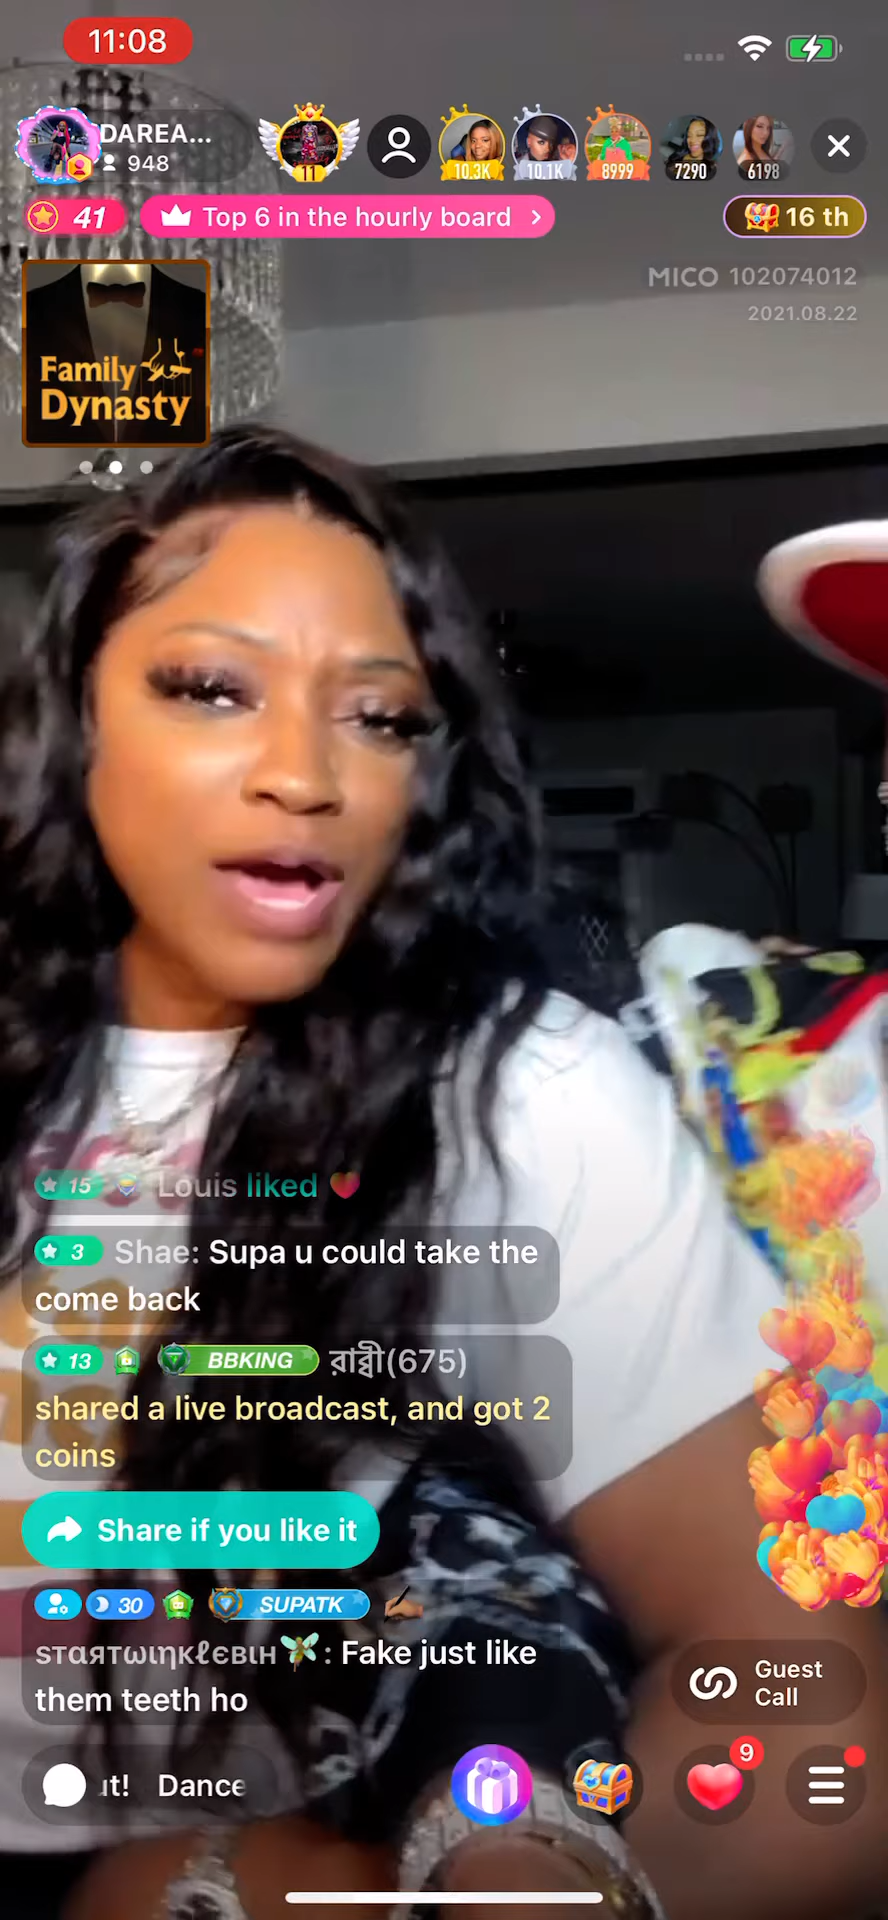 11:08
DAREA...
948
11
10.3K
10.1K
8999
7290
6198
41
Top 6 in the hourly board
16 th
MICO 102074012
2021.08.22
Family
Dynasty
15 Louis liked
3 Shae: Supa u could take the
come back
13 BBKING রাব্বী(675)
shared a live broadcast, and got 2
coins
Share if you like it
30 SUPATK
ѕтαятωιηкℓєвιн : Fake just like
them teeth ho
Guest
Call
ut! Dance
9